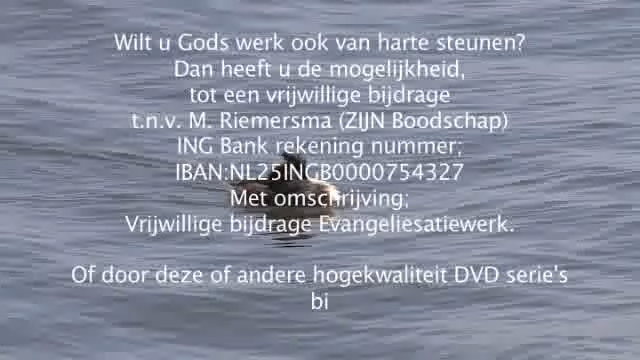 Wilt u Gods werk ook van harte steunen?
Dan heeft u de mogelijkheid,
tot een vrijwillige bijdrage
t.n.v. M. Riemersma (ZIJN Boodschap)
ING Bank rekening nummer;
IBAN:NL25INGB0000754327
Met omschrijving;
Vrijwillige bijdrage Evangeliesatiewerk.
Of door deze of andere hogekwaliteit DVD serie's
bi